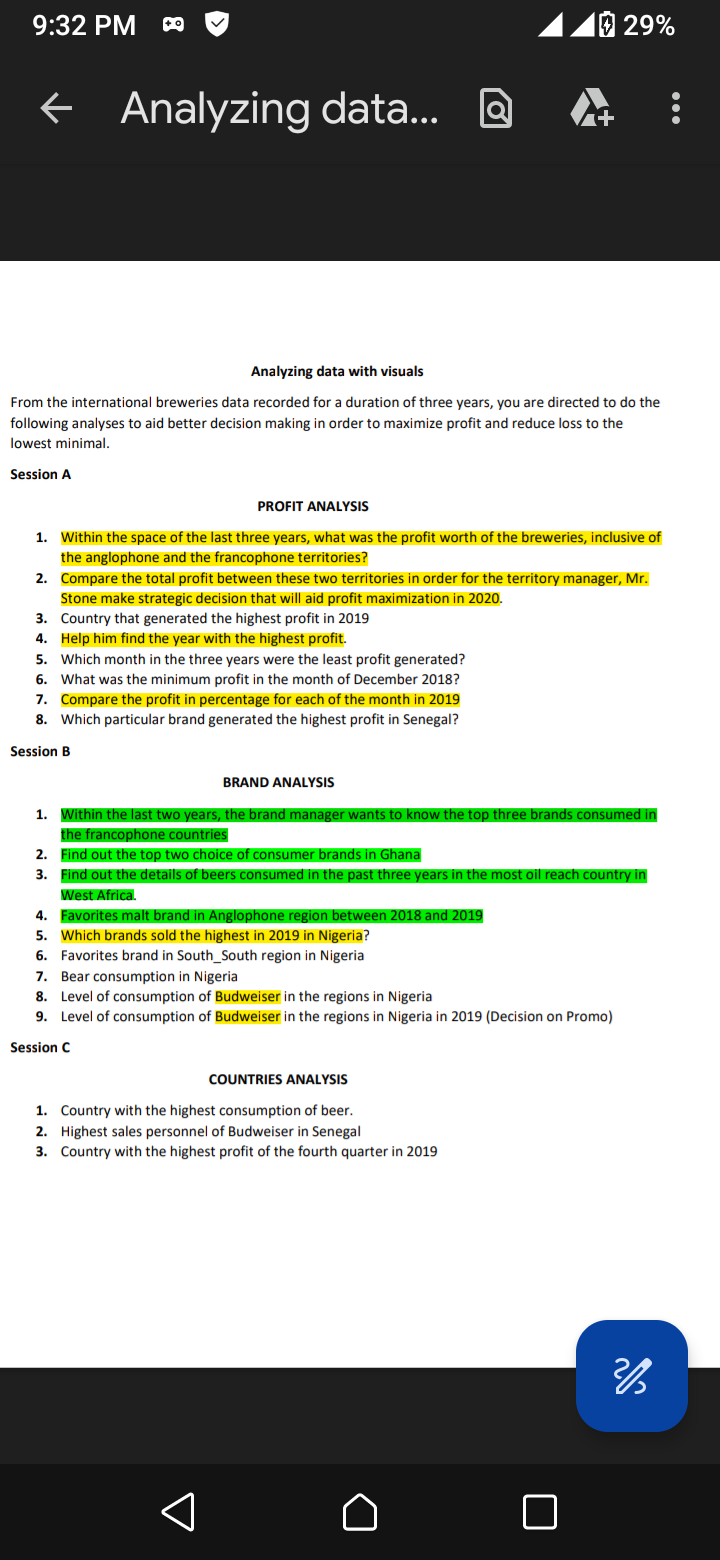 9:32 PM 29%
Analyzing data...
Analyzing data with visuals
From the international breweries data recorded for a duration of three years, you are directed to do the
following analyses to aid better decision making in order to maximize profit and reduce loss to the
lowest minimal.
Session A
PROFIT ANALYSIS
1. Within the space of the last three years, what was the profit worth of the breweries, inclusive of
the anglophone and the francophone territories?
2. Compare the total profit between these two territories in order for the territory manager, Mr.
Stone make strategic decision that will aid profit maximization in 2020.
3. Country that generated the highest profit in 2019
4. Help him find the year with the highest profit.
5. Which month in the three years were the least profit generated?
6. What was the minimum profit in the month of December 2018?
7. Compare the profit in percentage for each of the month in 2019
8. Which particular brand generated the highest profit in Senegal?
Session B
BRAND ANALYSIS
1. Within the last two years, the brand manager wants to know the top three brands consumed in
the francophone countries
2. Find out the top two choice of consumer brands in Ghana
3. Find out the details of beers consumed in the past three years in the most oil reach country in
West Africa.
4. Favorites malt brand in Anglophone region between 2018 and 2019
5. Which brands sold the highest in 2019 in Nigeria?
6. Favorites brand in South_South region in Nigeria
7. Bear consumption in Nigeria
8. Level of consumption of Budweiser in the regions in Nigeria
9. Level of consumption of Budweiser in the regions in Nigeria in 2019 (Decision on Promo)
Session C
COUNTRIES ANALYSIS
1. Country with the highest consumption of beer.
2. Highest sales personnel of Budweiser in Senegal
3. Country with the highest profit of the fourth quarter in 2019